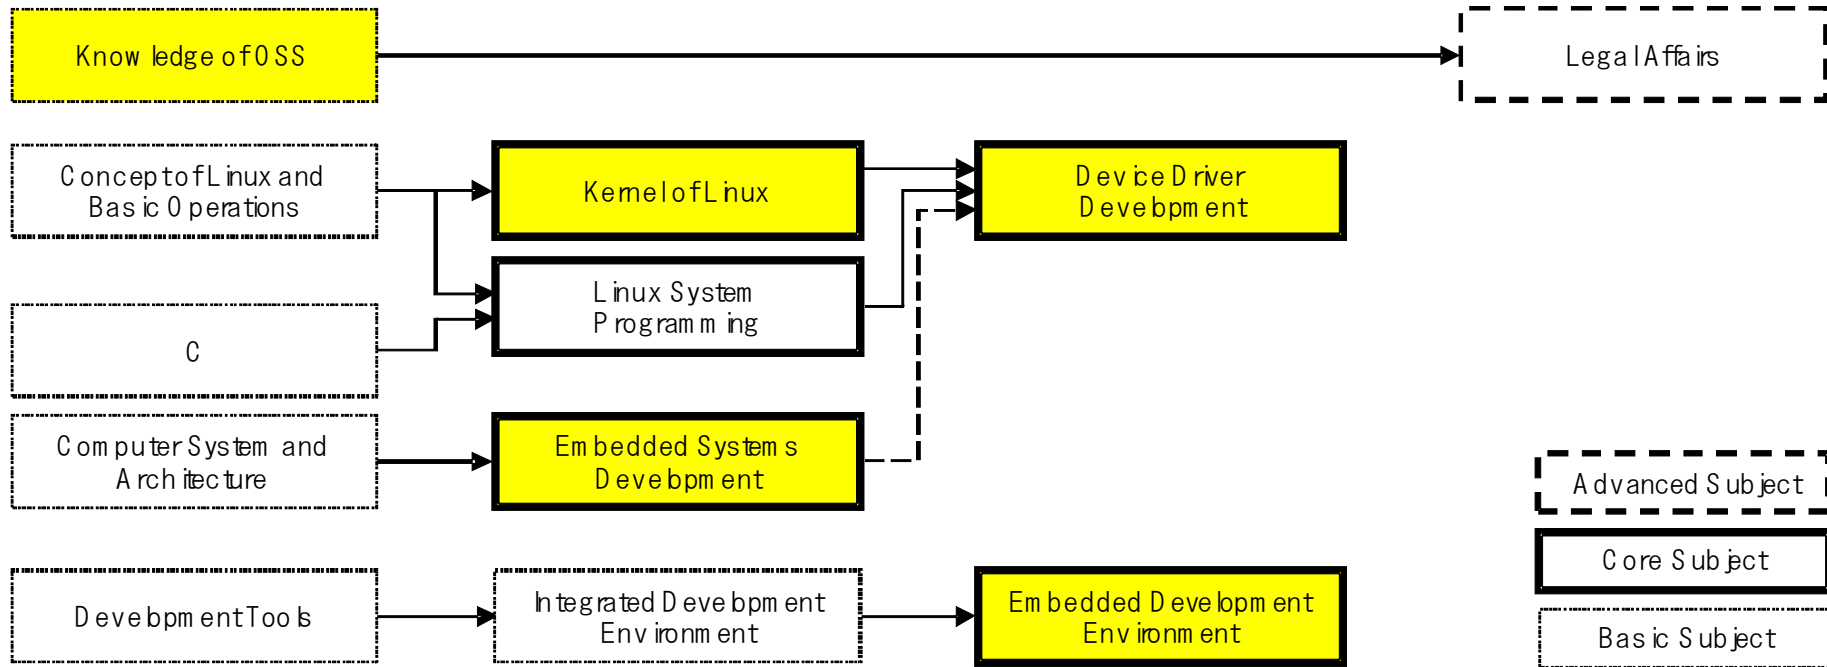 Knowledge of OSS
Legal Affairs
Concept of Linux and
Basic Operations
Kernel of Linux
Device Driver
Development
Linux System
Programming
C
Computer System and
Architecture
Embedded Systems
Development
Advanced Subject
Core Subject
Development Tools
Integrated Development
Environment
Embedded Development
Environment
Basic Subject